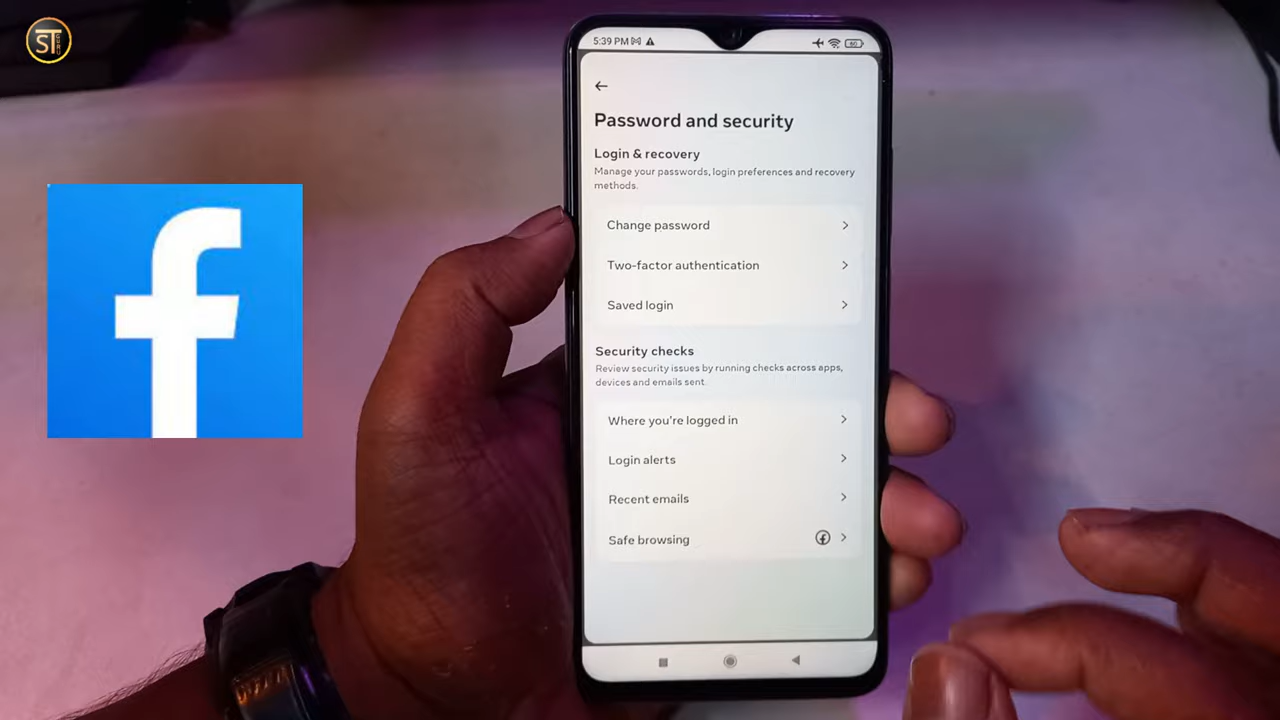 ST
5:39 PM
60
Password and security
Login & recovery
Manage your passwords, login preferences and recovery
methods.
Change password
Two-factor authentication
Saved login
Security checks
Review security issues by running checks across apps,
devices and emails sent.
Where you're logged in
Login alerts
Recent emails
Safe browsing